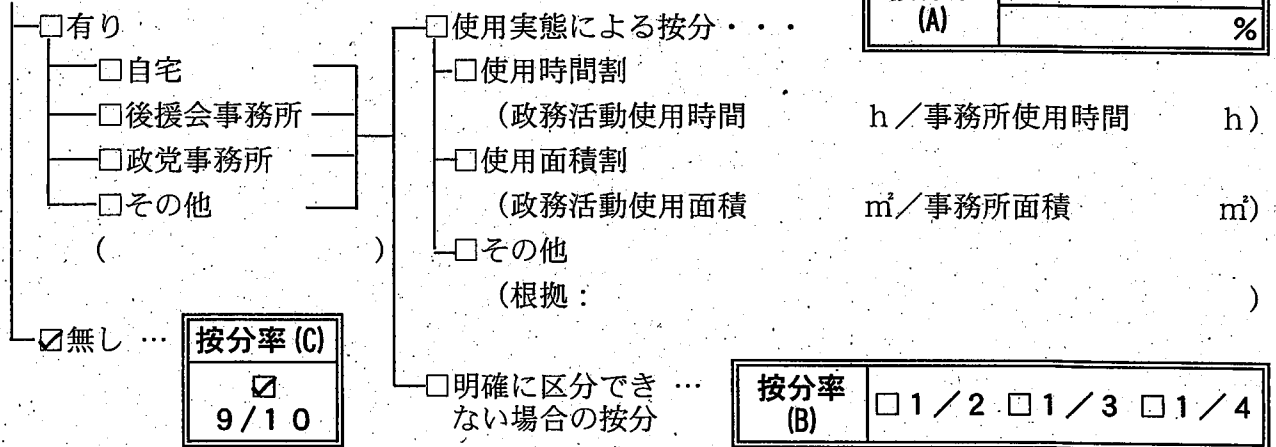 □有り
□使用実態による按分・・・
(A)
%
□自宅
□使用時間割
□後援会事務所
(政務活動使用時間 h/事務所使用時間 h)
□政党事務所
□使用面積割
□その他
(政務活動使用面積 ㎡/事務所面積 ㎡)
( )
□その他
(根拠: )
☑無し …
按分率(C)
☑
9/10
□明確に区分でき …
ない場合の按分
按分率
(B)
□1/2 □1/3 □1/4